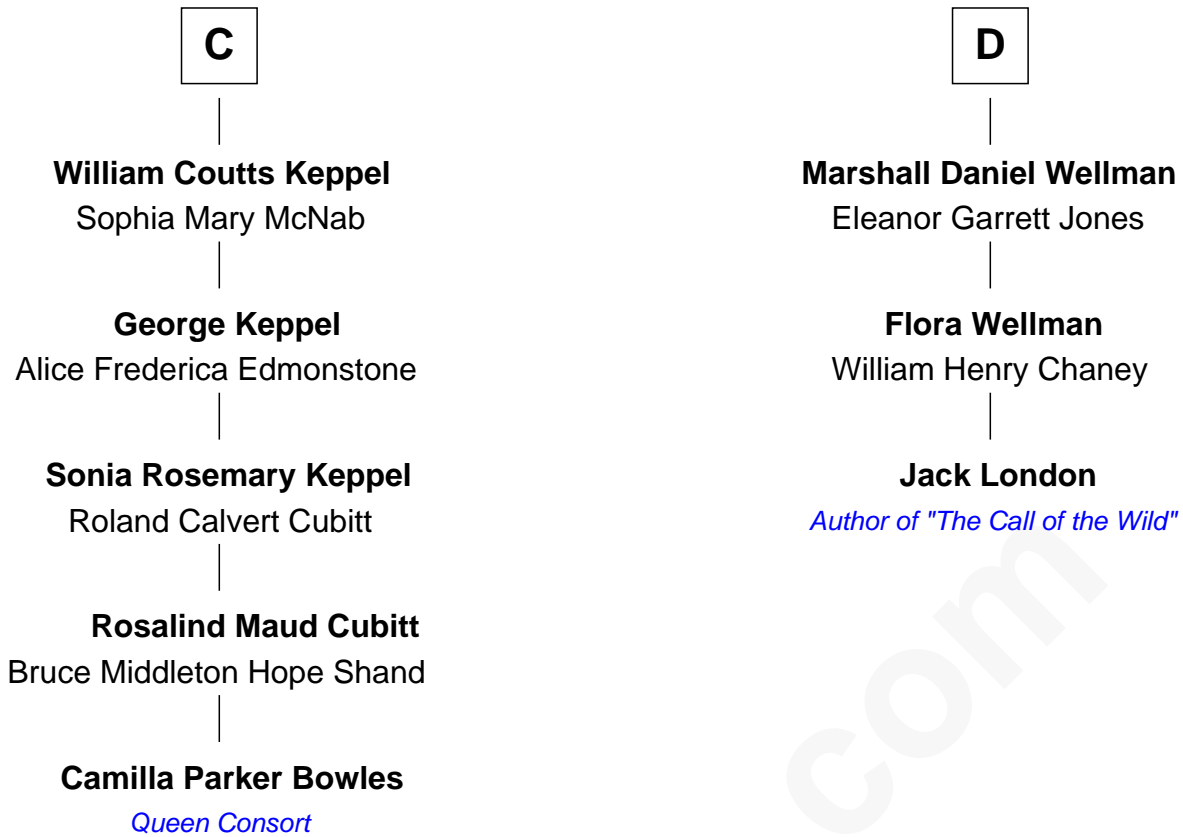 C
William Coutts Keppel
Sophia Mary McNab
George Keppel
Alice Frederica Edmonstone
Sonia Rosemary Keppel
Roland Calvert Cubitt
Rosalind Maud Cubitt
Bruce Middleton Hope Shand
Camilla Parker Bowles
Queen Consort
D
Marshall Daniel Wellman
Eleanor Garrett Jones
Flora Wellman
William Henry Chaney
Jack London
Author of "The Call of the Wild"
com